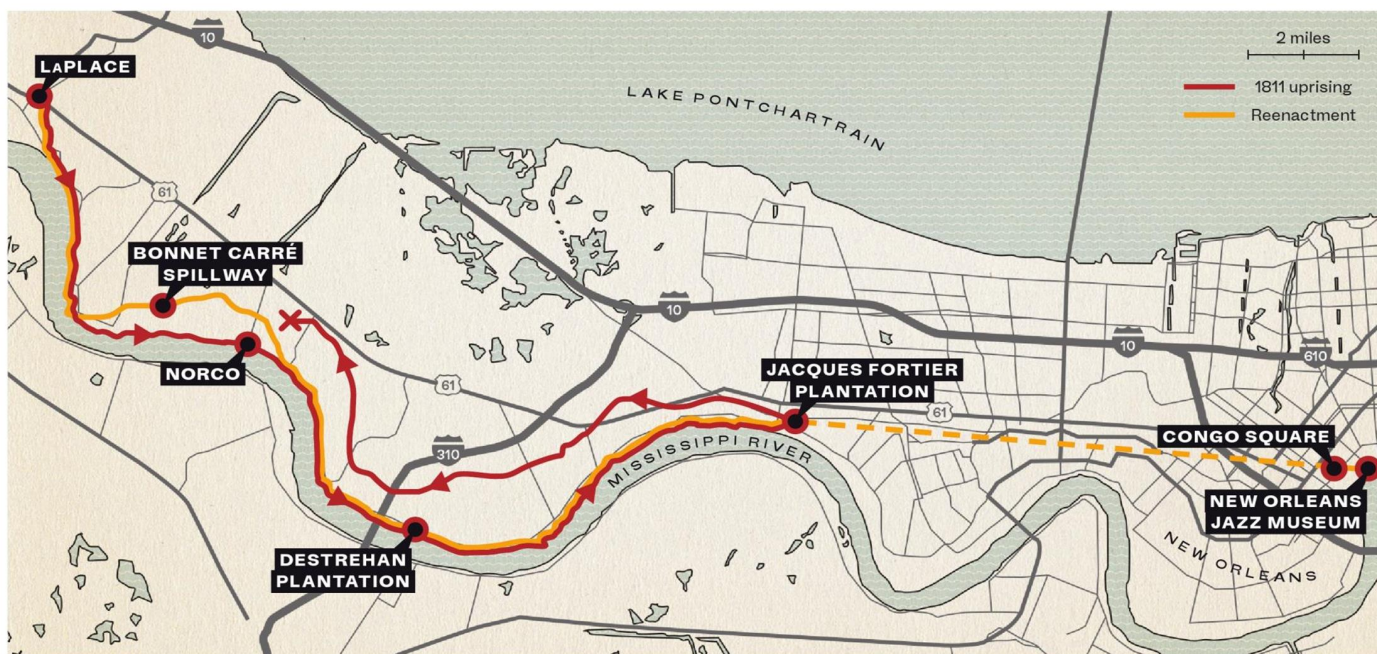 10
LAPLACE
2 miles
1811 uprising
Reenactment
LAKE PONTCHARTRAIN
61
BONNET CARRÉ
SPILLWAY
NORCO
10
10
610
61
JACQUES FORTIER
PLANTATION
61
310
MISSISSIPPI RIVER
CONGO SQUARE
NEW ORLEANS
JAZZ MUSEUM
DESTREHAN
PLANTATION
NEW ORLEANS